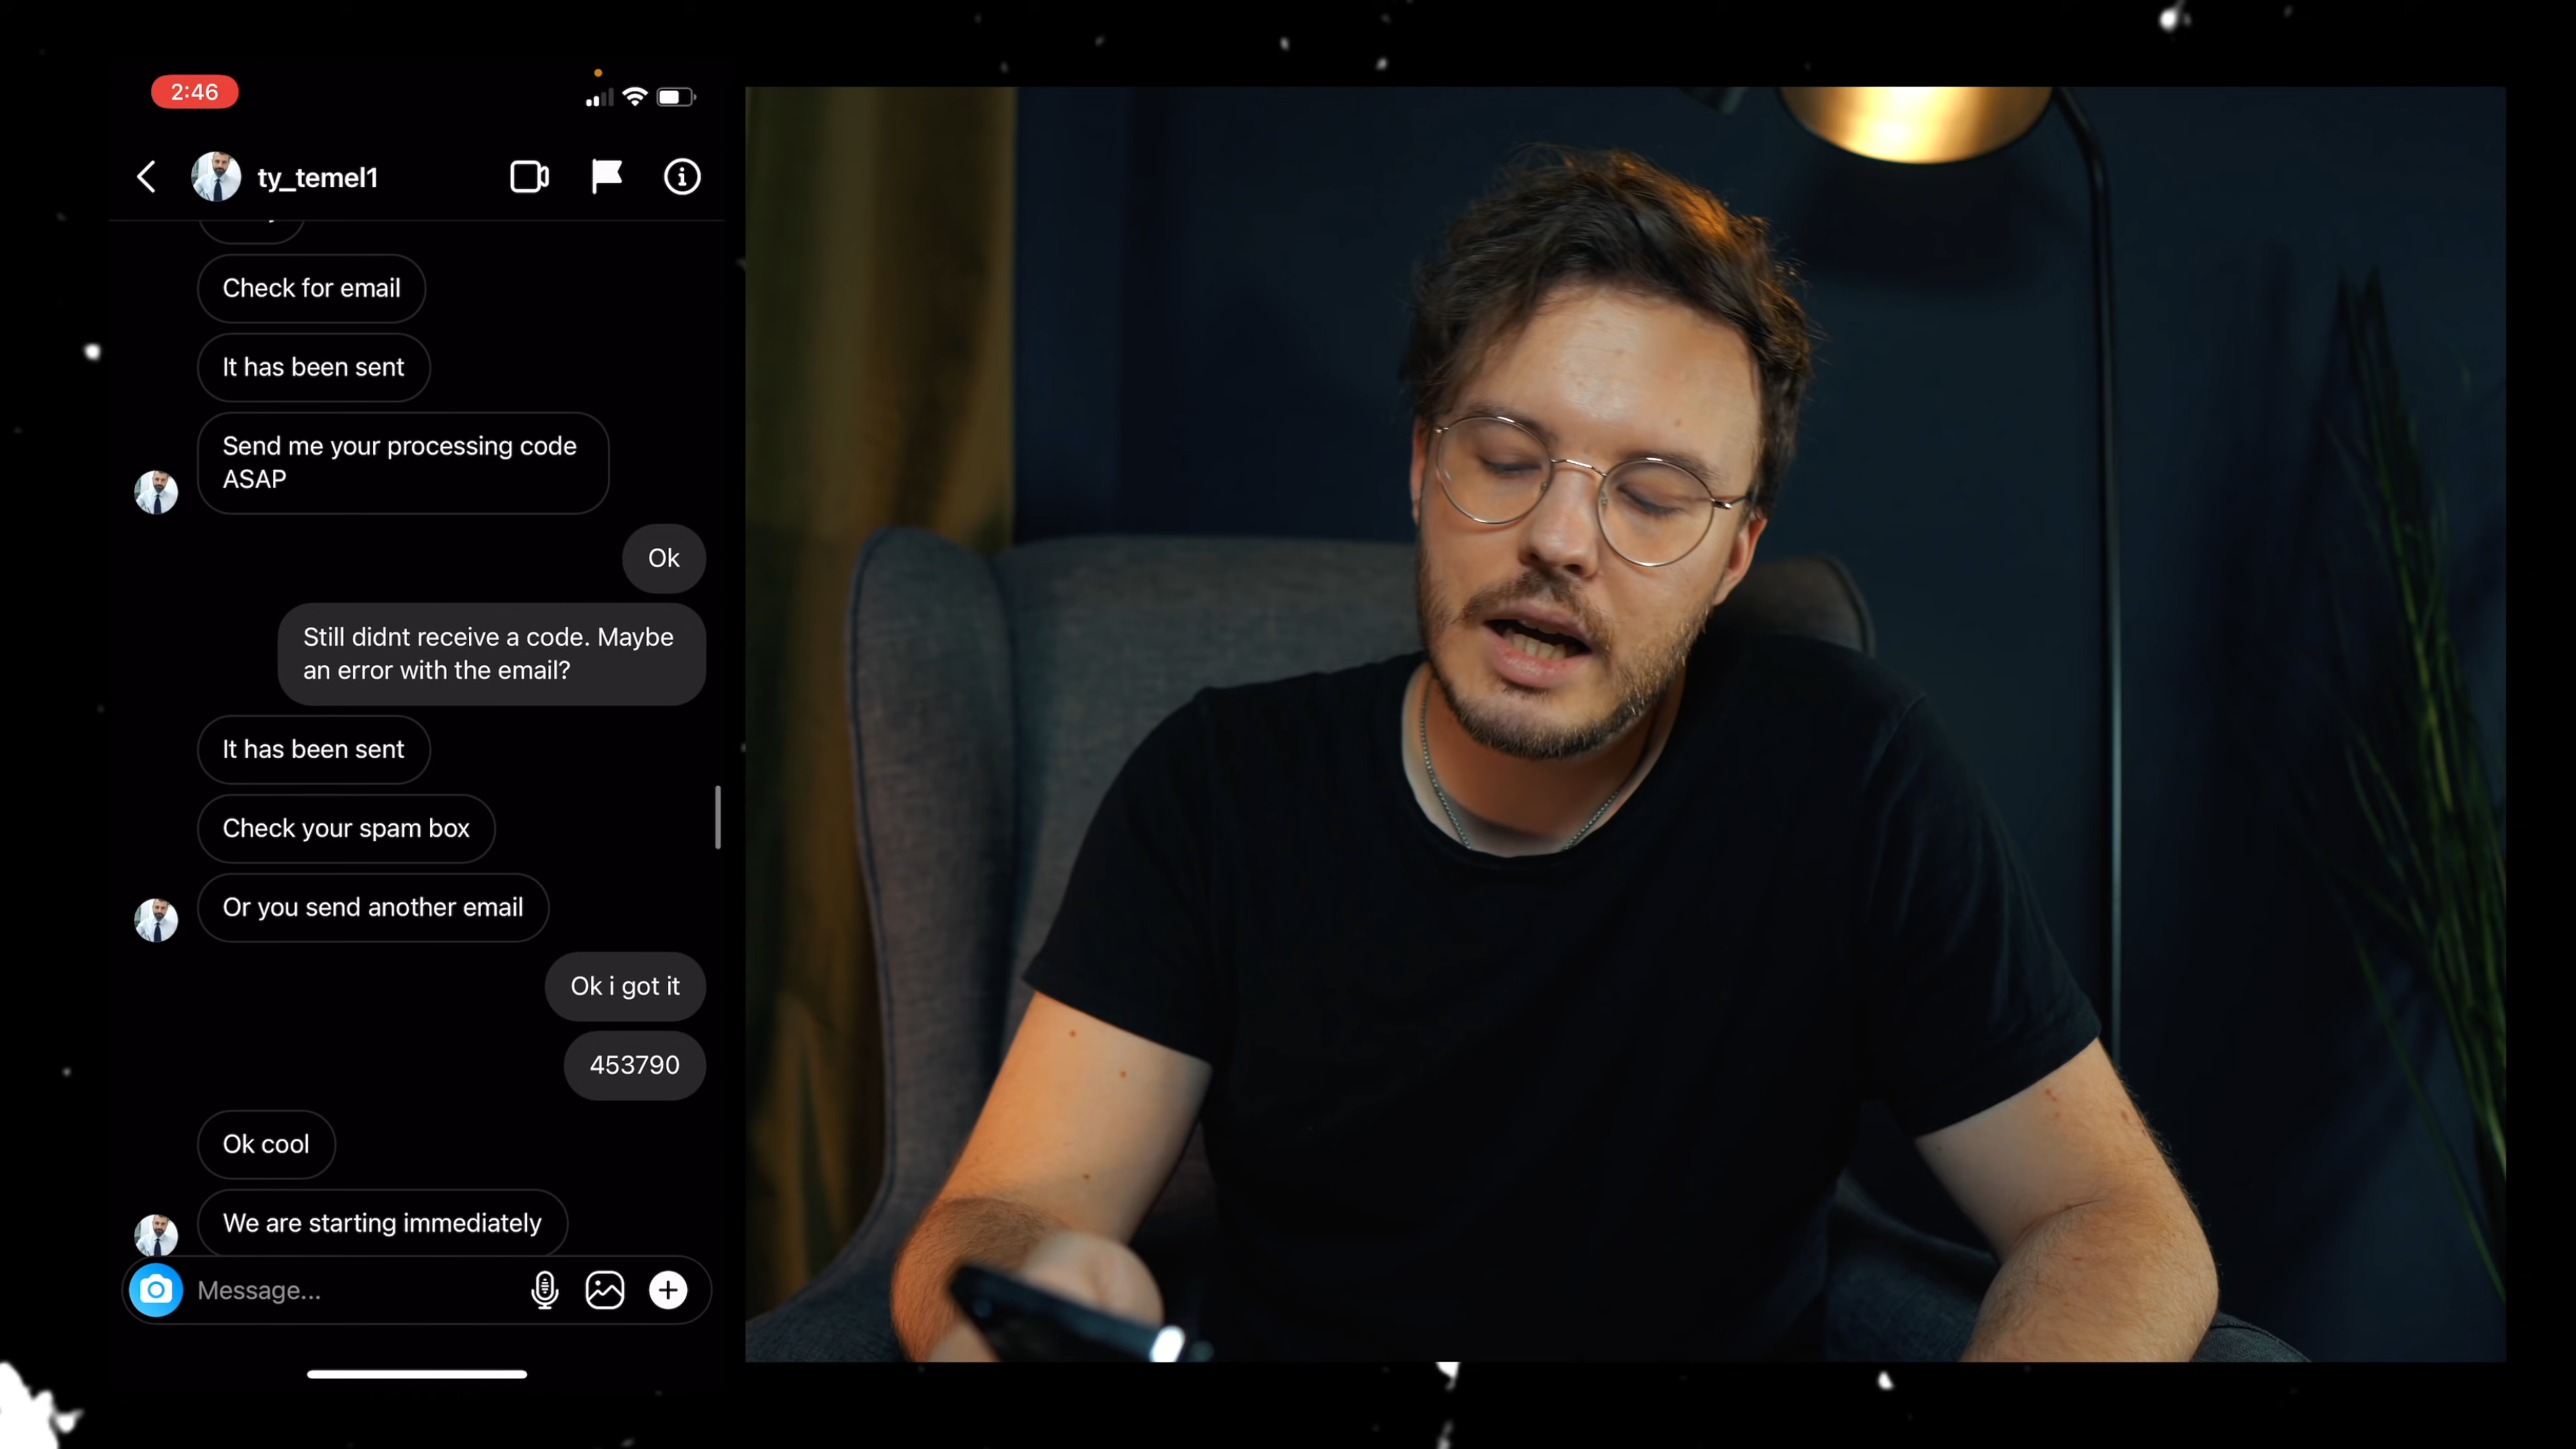 2:46
ty_temel1
Check for email
It has been sent
Send me your processing code
ASAP
Ok
Still didnt receive a code. Maybe
an error with the email?
It has been sent
Check your spam box
Or you send another email
Ok i got it
453790
Ok cool
We are starting immediately
Message...